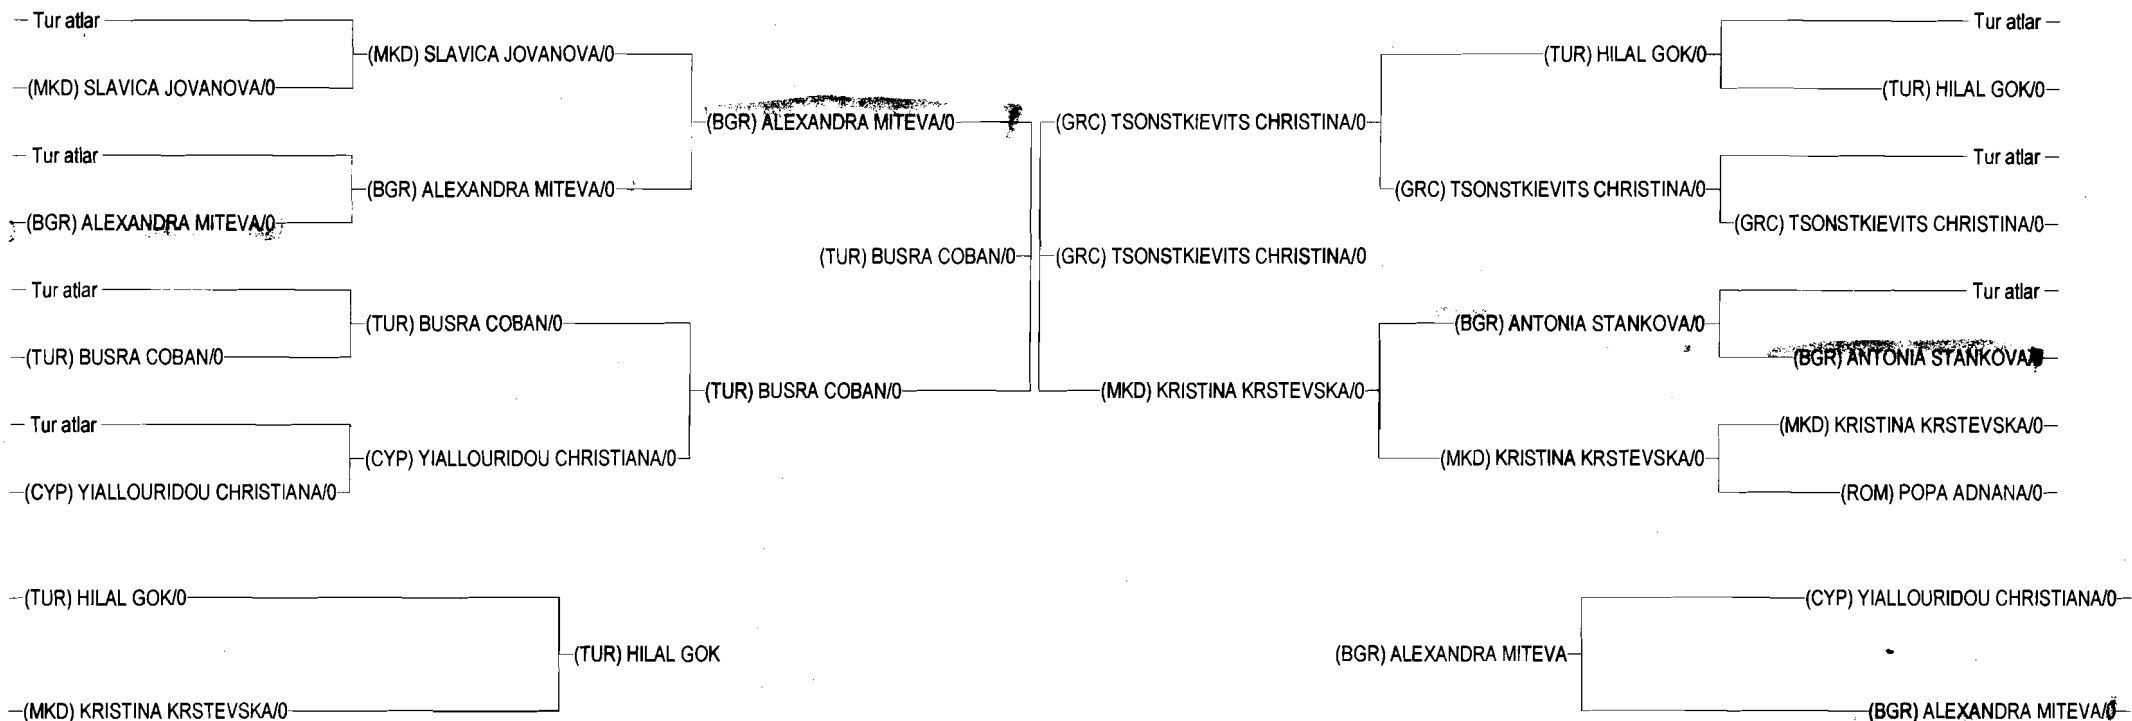 Tur atlar
(MKD) SLAVICA JOVANOVA/0
(MKD) SLAVICA JOVANOVA/0
Tur atlar
(BGR) ALEXANDRA MITEVA/0
(BGR) ALEXANDRA MITEVA/0
(BGR) ALEXANDRA MITEVA/0
Tur atlar
(TUR) BUSRA COBAN/0
(TUR) BUSRA COBAN/0
Tur atlar
(CYP) YIALLOURIDOU CHRISTIANA/0
(CYP) YIALLOURIDOU CHRISTIANA/0
(TUR) BUSRA COBAN/0
(TUR) BUSRA COBAN/0
(GRC) TSONSTKIEVITS CHRISTINA/0
(GRC) TSONSTKIEVITS CHRISTINA
(MKD) KRISTINA KRSTEVSKA/0
(TUR) HILAL GOK/0
Tur atlar
(TUR) HILAL GOK/0
(GRC) TSONSTKIEVITS CHRISTINA/0
Tur atlar
(GRC) TSONSTKIEVITS CHRISTINA/0
(BGR) ANTONIA STANKOVA/0
Tur atlar
(BGR) ANTONIA STANKOVA
(MKD) KRISTINA KRSTEVSKA/0
(MKD) KRISTINA KRSTEVSKA/0
(ROM) POPA ADNANA/0
(TUR) HILAL GOK/0
(TUR) HILAL GOK
(MKD) KRISTINA KRSTEVSKA/0
(BGR) ALEXANDRA MITEVA
(CYP) YIALLOURIDOU CHRISTIANA/0
(BGR) ALEXANDRA MITEVA/0